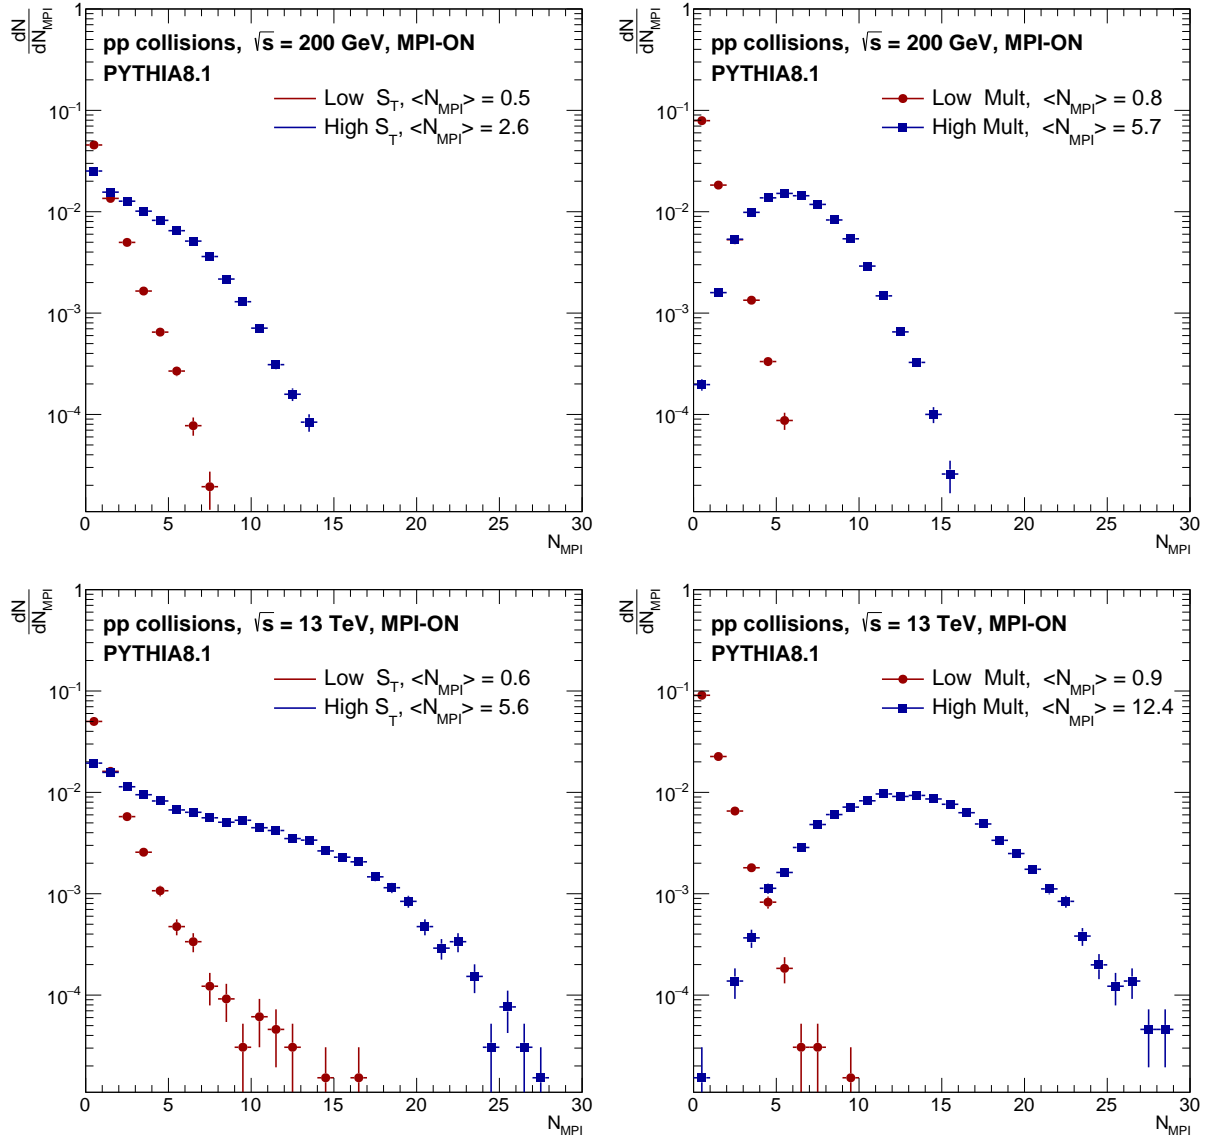 dN
dN_MPI
1
pp collisions, √s = 200 GeV, MPI-ON
PYTHIA8.1
Low S_T, <N_MPI> = 0.5
High S_T, <N_MPI> = 2.6
10^−1
10^−2
10^−3
10^−4
0 5 10 15 20 25 30
N_MPI
dN
dN_MPI
1
pp collisions, √s = 200 GeV, MPI-ON
PYTHIA8.1
Low Mult, <N_MPI> = 0.8
High Mult, <N_MPI> = 5.7
10^−1
10^−2
10^−3
10^−4
0 5 10 15 20 25 30
N_MPI
dN
dN_MPI
1
pp collisions, √s = 13 TeV, MPI-ON
PYTHIA8.1
Low S_T, <N_MPI> = 0.6
High S_T, <N_MPI> = 5.6
10^−1
10^−2
10^−3
10^−4
0 5 10 15 20 25 30
N_MPI
dN
dN_MPI
1
pp collisions, √s = 13 TeV, MPI-ON
PYTHIA8.1
Low Mult, <N_MPI> = 0.9
High Mult, <N_MPI> = 12.4
10^−1
10^−2
10^−3
10^−4
0 5 10 15 20 25 30
N_MPI